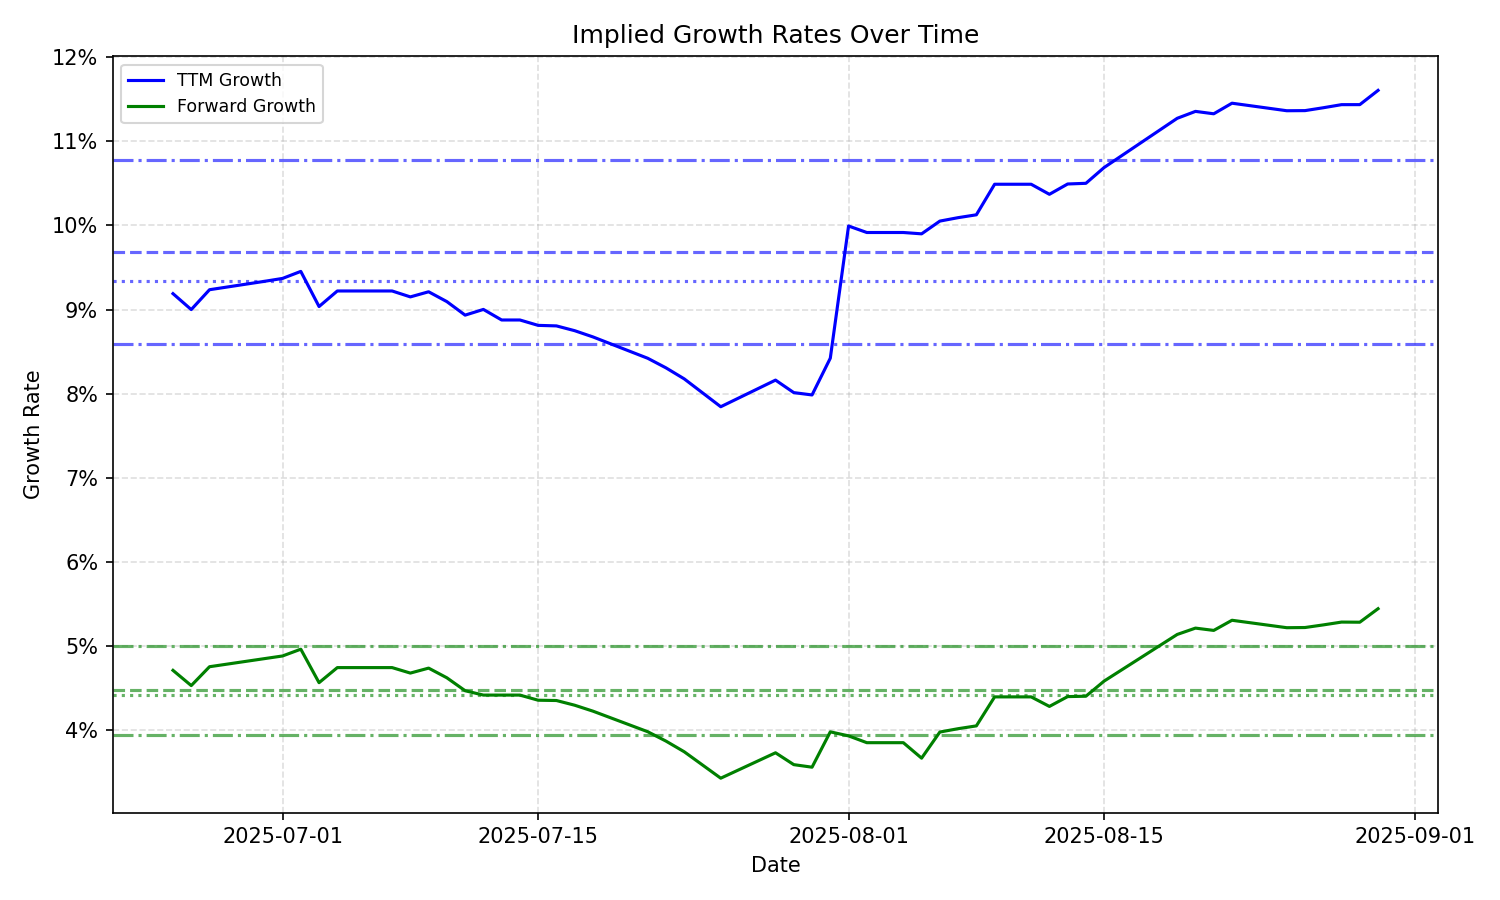 Implied Growth Rates Over Time
TTM Growth
Forward Growth
Growth Rate
12%
11%
10%
9%
8%
7%
6%
5%
4%
2025-07-01
2025-07-15
2025-08-01
2025-08-15
2025-09-01
Date